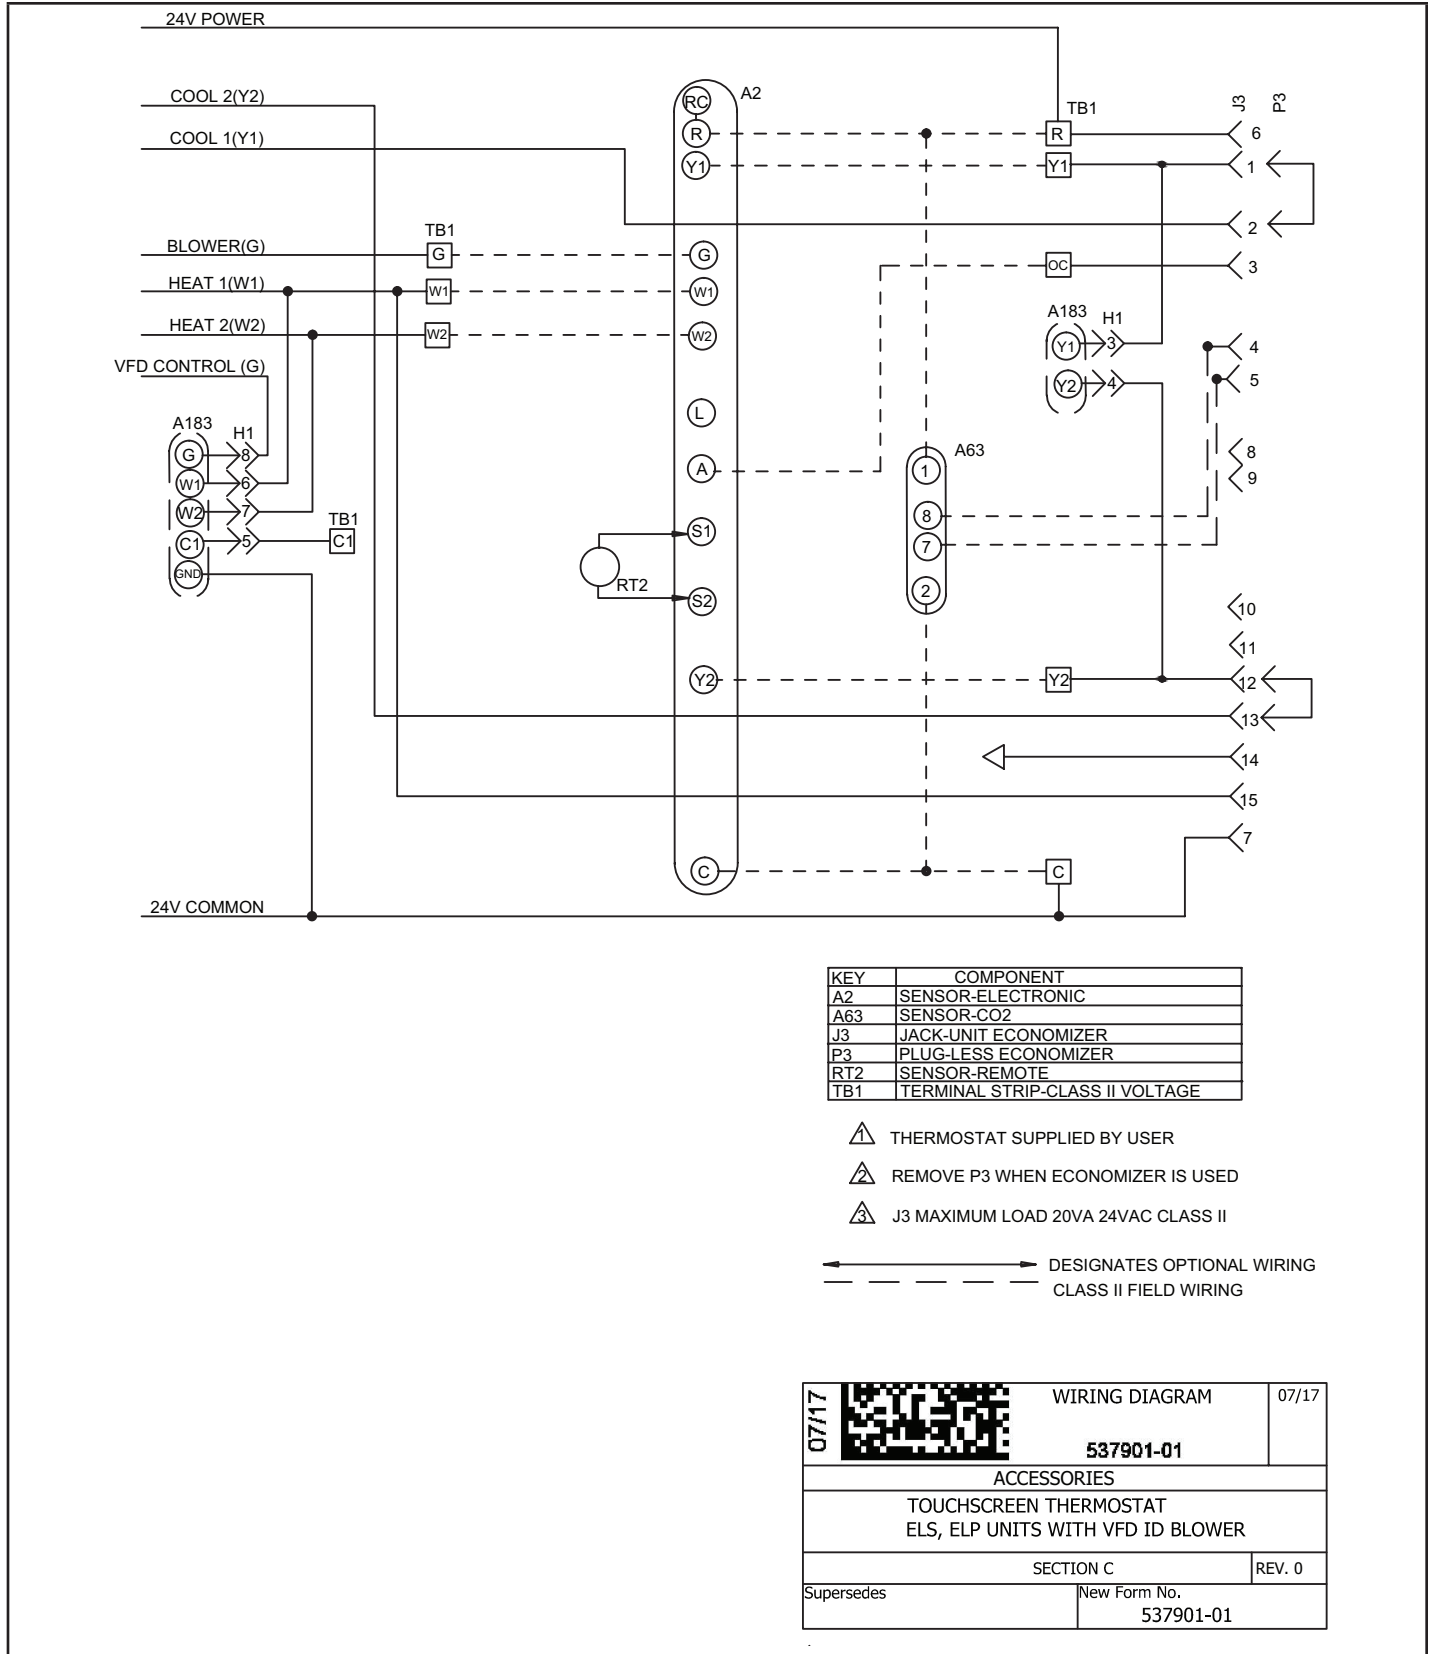 24V POWER
COOL 2(Y2)
COOL 1(Y1)
BLOWER(G)
HEAT 1(W1)
HEAT 2(W2)
VFD CONTROL (G)
24V COMMON
TB1
G
W1
W2
A183
H1
G
8
W1
6
W2
7
C1
5
GND
TB1
C1
RT2
A2
RC
R
Y1
G
W1
W2
L
A
S1
S2
Y2
C
A63
1
8
7
2
TB1
R
Y1
OC
A183
H1
Y1
3
Y2
4
Y2
C
J3
P3
6
1
2
3
4
5
8
9
10
11
12
13
14
15
7
KEY COMPONENT
A2 SENSOR-ELECTRONIC
A63 SENSOR-CO2
J3 JACK-UNIT ECONOMIZER
P3 PLUG-LESS ECONOMIZER
RT2 SENSOR-REMOTE
TB1 TERMINAL STRIP-CLASS II VOLTAGE
1 THERMOSTAT SUPPLIED BY USER
2 REMOVE P3 WHEN ECONOMIZER IS USED
3 J3 MAXIMUM LOAD 20VA 24VAC CLASS II
DESIGNATES OPTIONAL WIRING
CLASS II FIELD WIRING
07/17
WIRING DIAGRAM
07/17
537901-01
ACCESSORIES
TOUCHSCREEN THERMOSTAT
ELS, ELP UNITS WITH VFD ID BLOWER
SECTION C
REV. 0
Supersedes
New Form No.
537901-01